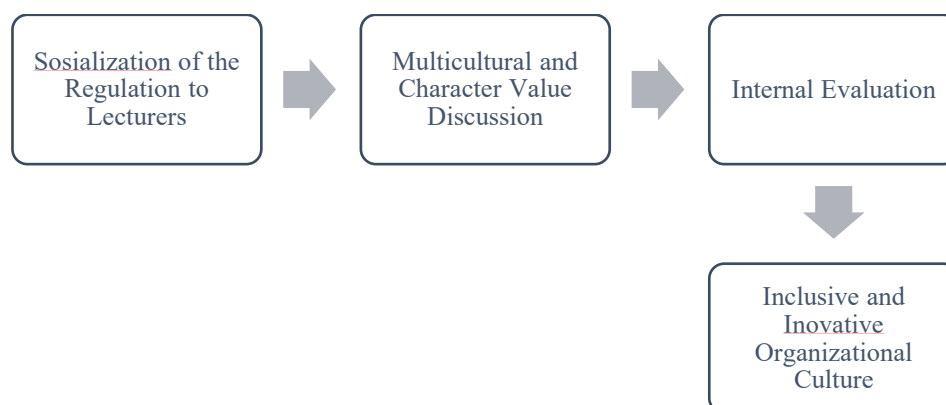 Sosialization of the
Regulation to
Lecturers
Multicultural and
Character Value
Discussion
Internal Evaluation
Inclusive and
Inovative
Organizational
Culture